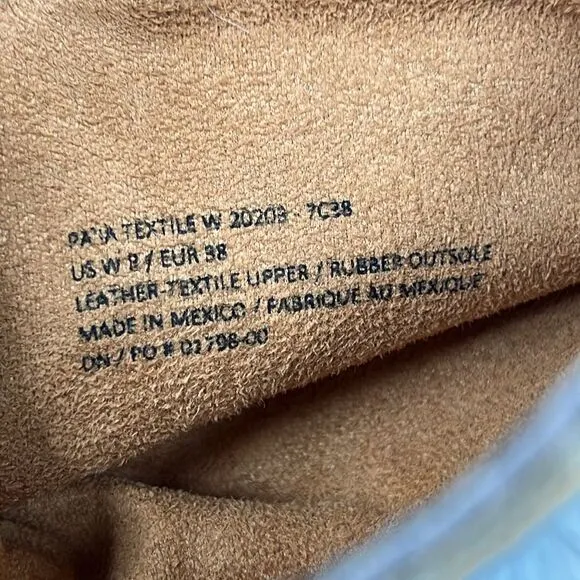 TEXTILE W 20203 - 7C38
US W 8 / EUR 38
LEATHER-TEXTILE UPPER / RUBBER OUTSOLE
MADE IN MEXICO / FABRIQUE AU MEXIQUE
DN / PO # 02798-00